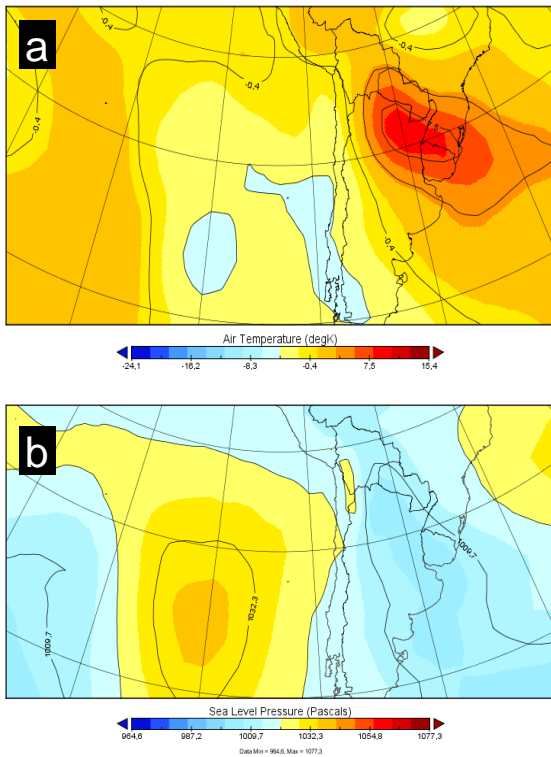 a
-0,4
-0,4
-0,4
-0,4
-0,4
Air Temperature (degK)
-24,1 -16,2 -8,3 -0,4 7,5 15,4
b
1009,7
1032,3
1009,7
Sea Level Pressure (Pascals)
964,6 987,2 1009,7 1032,3 1054,8 1077,3
Data Min = 964,6, Max = 1077,3